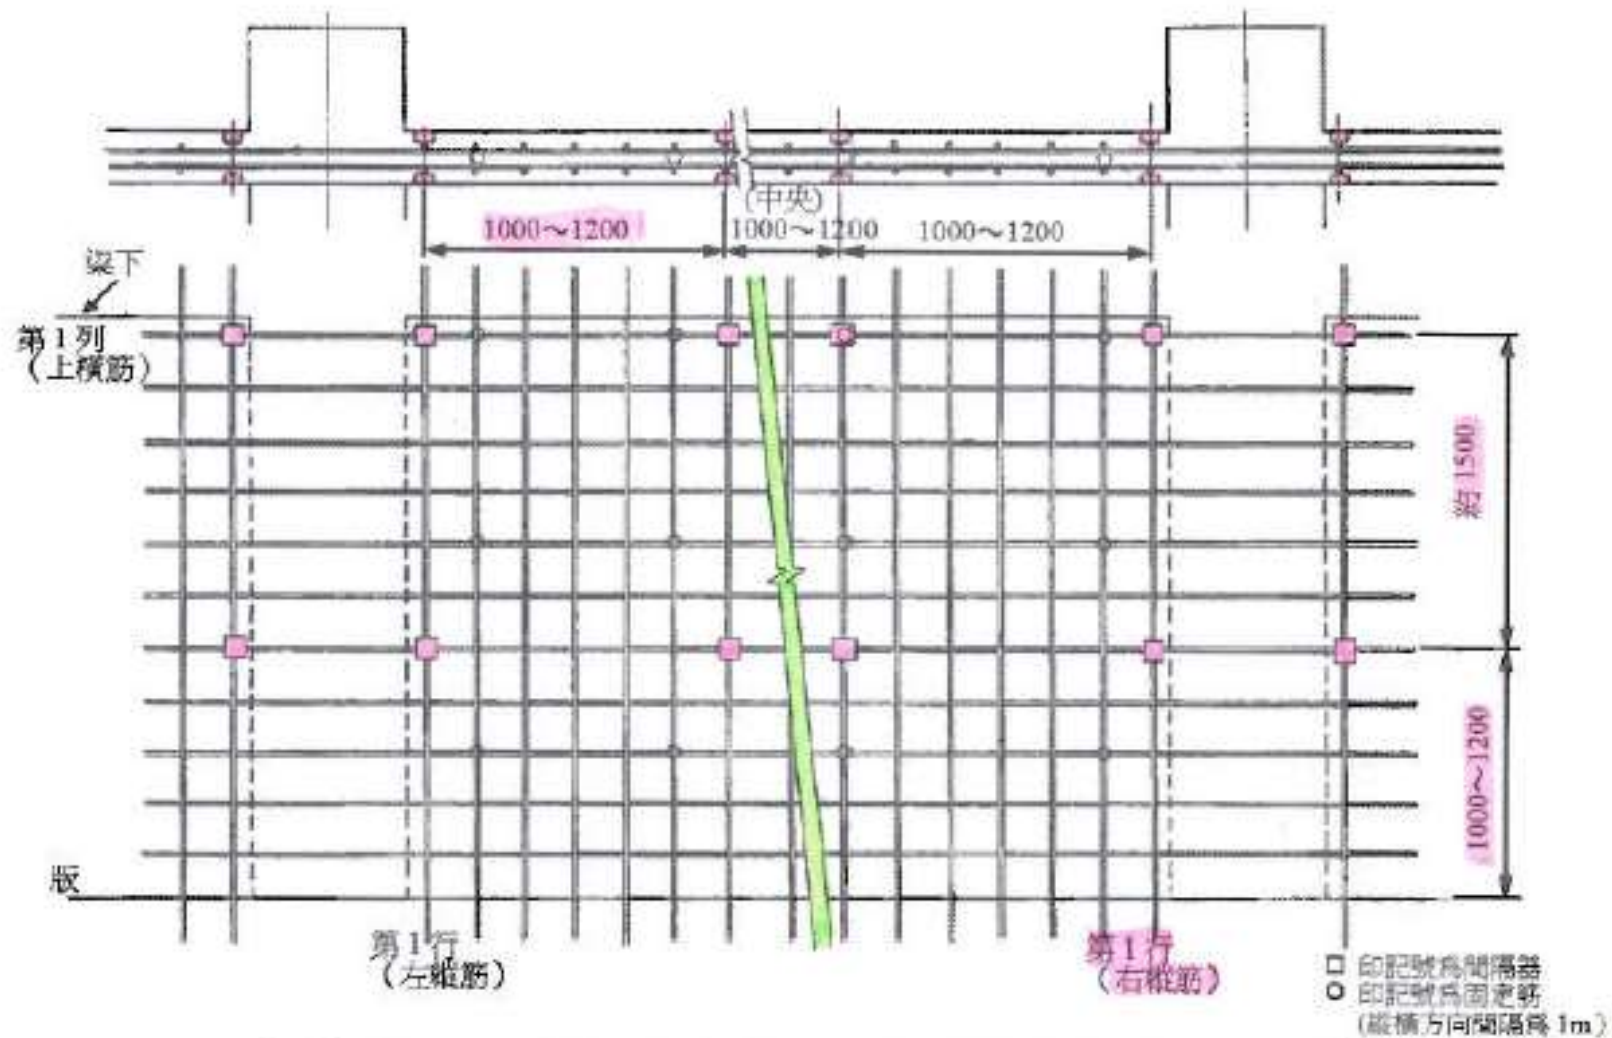 (中央)
1000～1200
1000～1200
1000～1200
梁下
第1列
(上橫筋)
約1500
1000～1200
版
第1行
(左縱筋)
第1行
(右縱筋)
□ 印記號為間隔器
○ 印記號為固定筋
(縱橫方向間隔為1m)